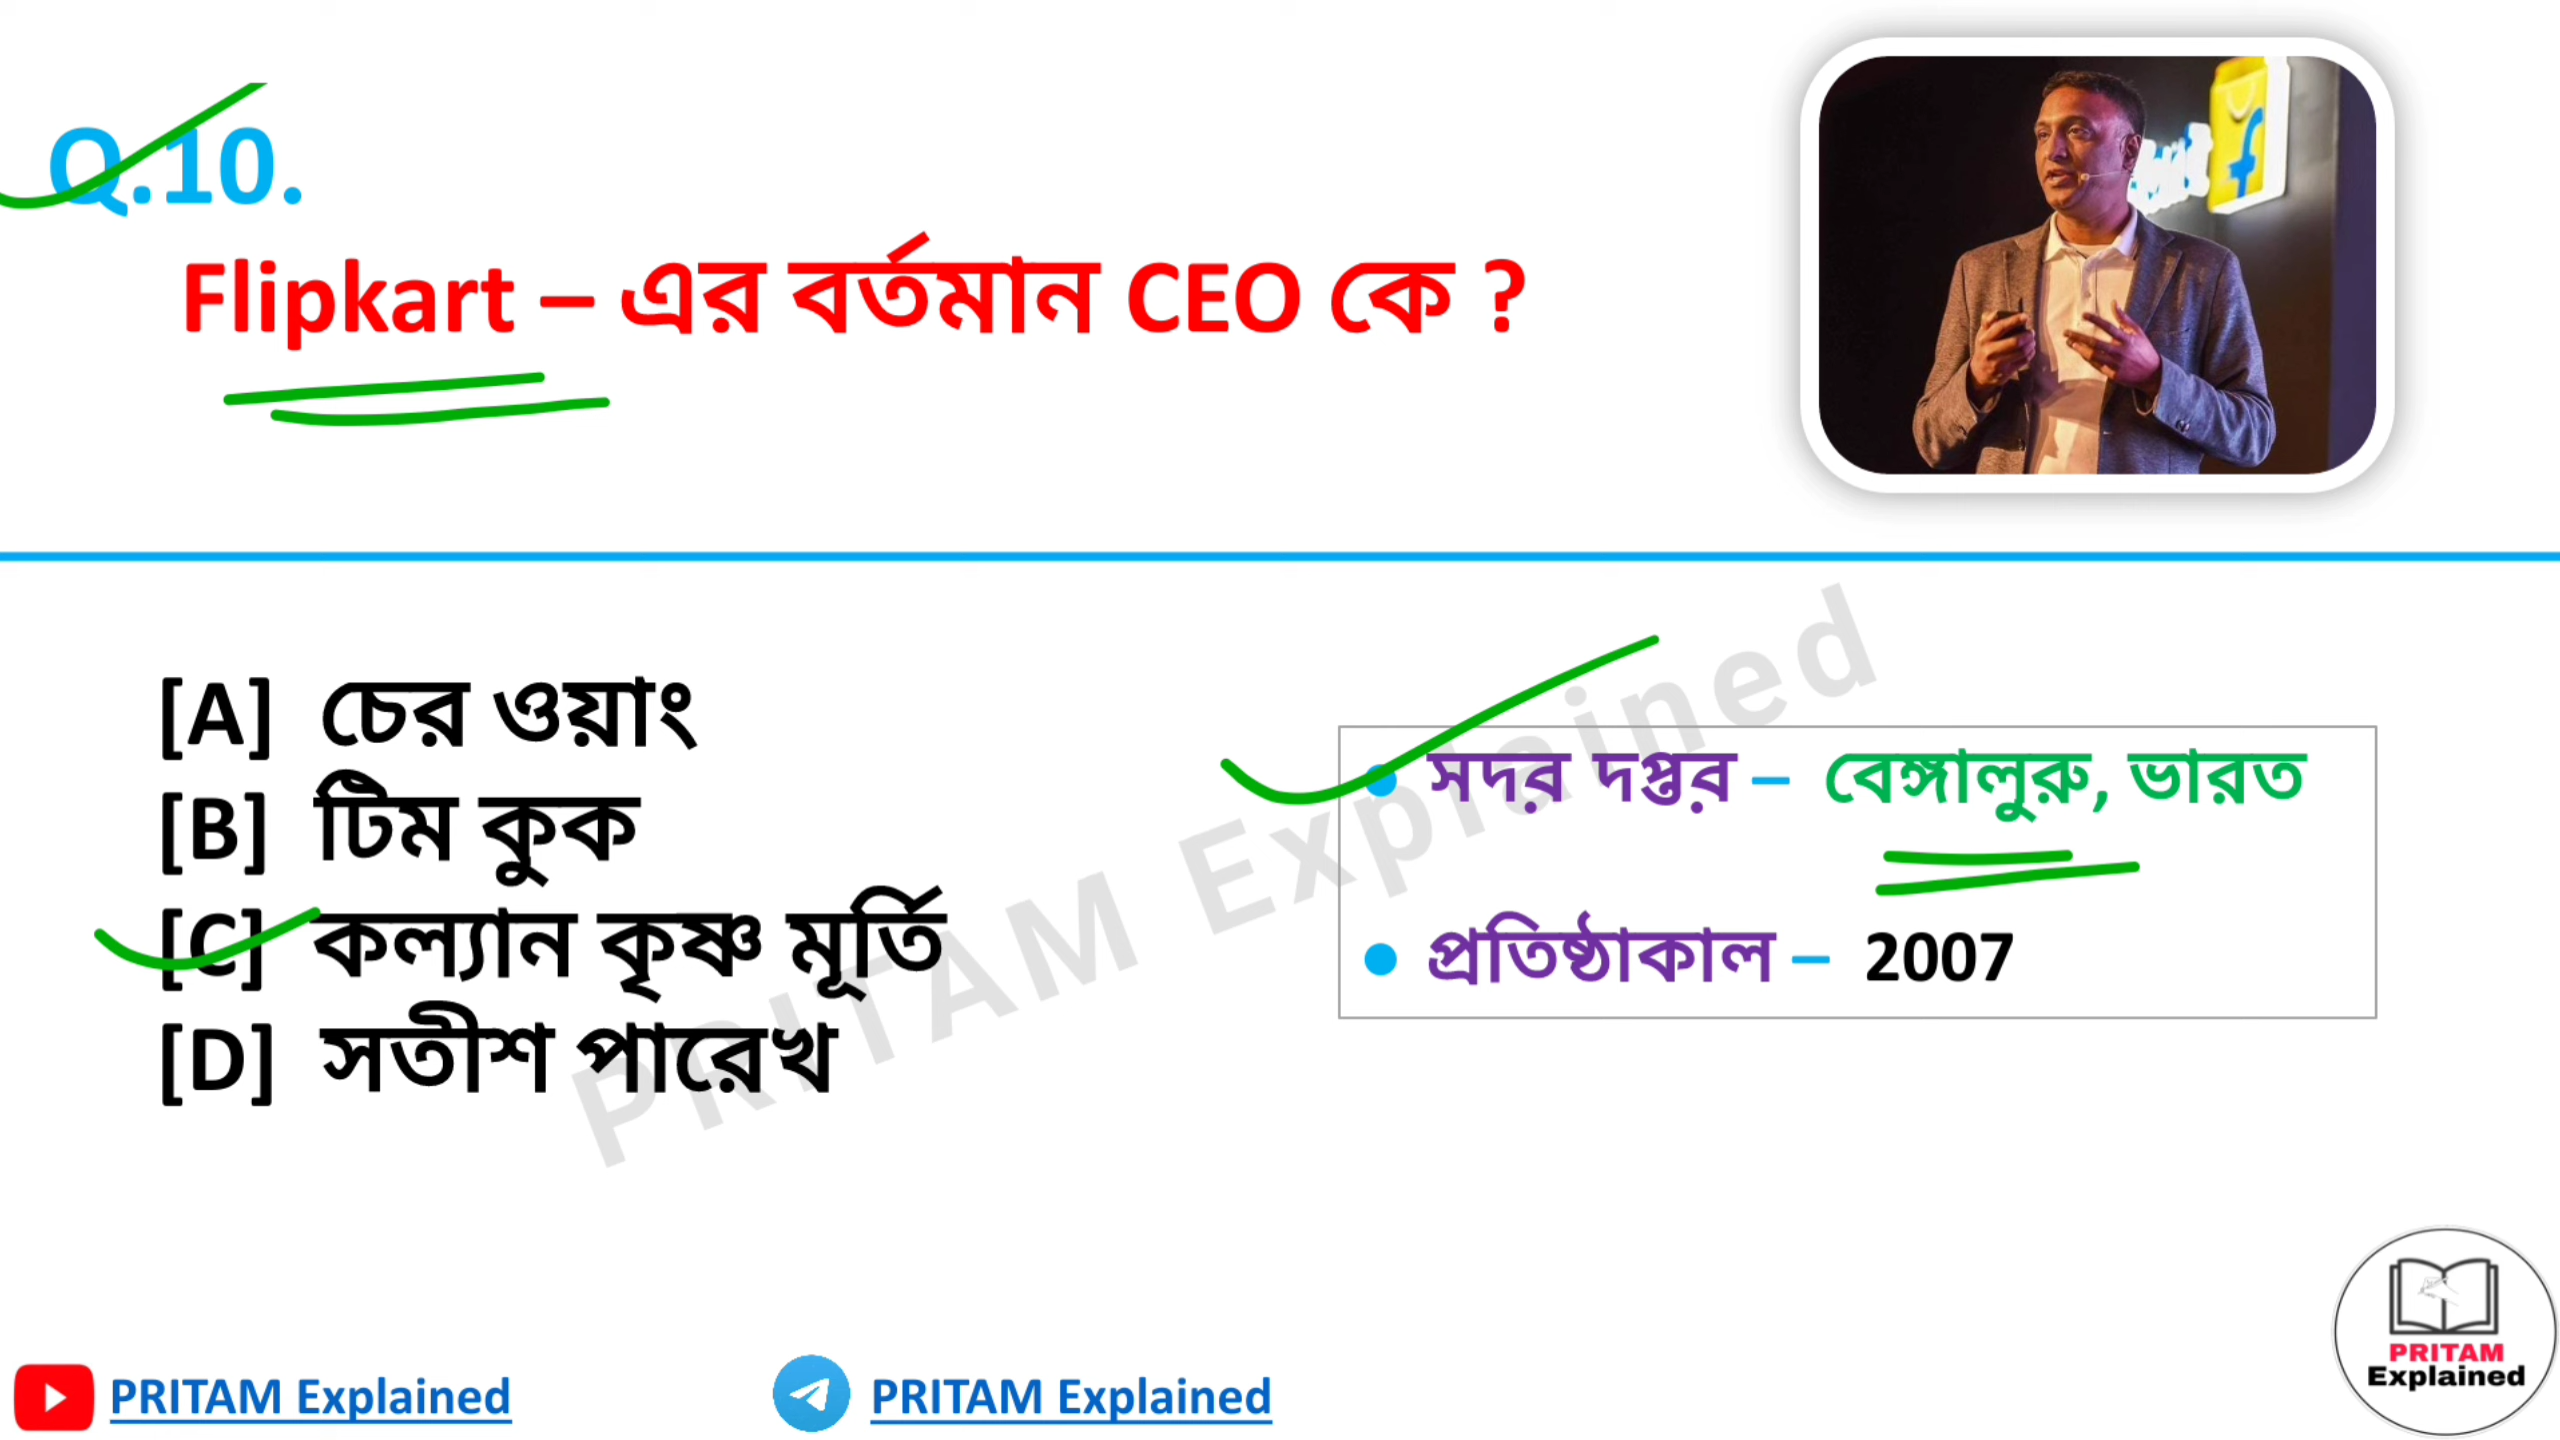 Q.10.
Flipkart – এর বর্তমান CEO কে ?
[A] চের ওয়াং
[B] টিম কুক
[C] কল্যান কৃষ্ণ মূর্তি
[D] সতীশ পারেখ
• সদর দপ্তর – বেঙ্গালুরু, ভারত
• প্রতিষ্ঠাকাল – 2007
PRITAM Explained
PRITAM Explained
PRITAM Explained
PRITAM
Explained